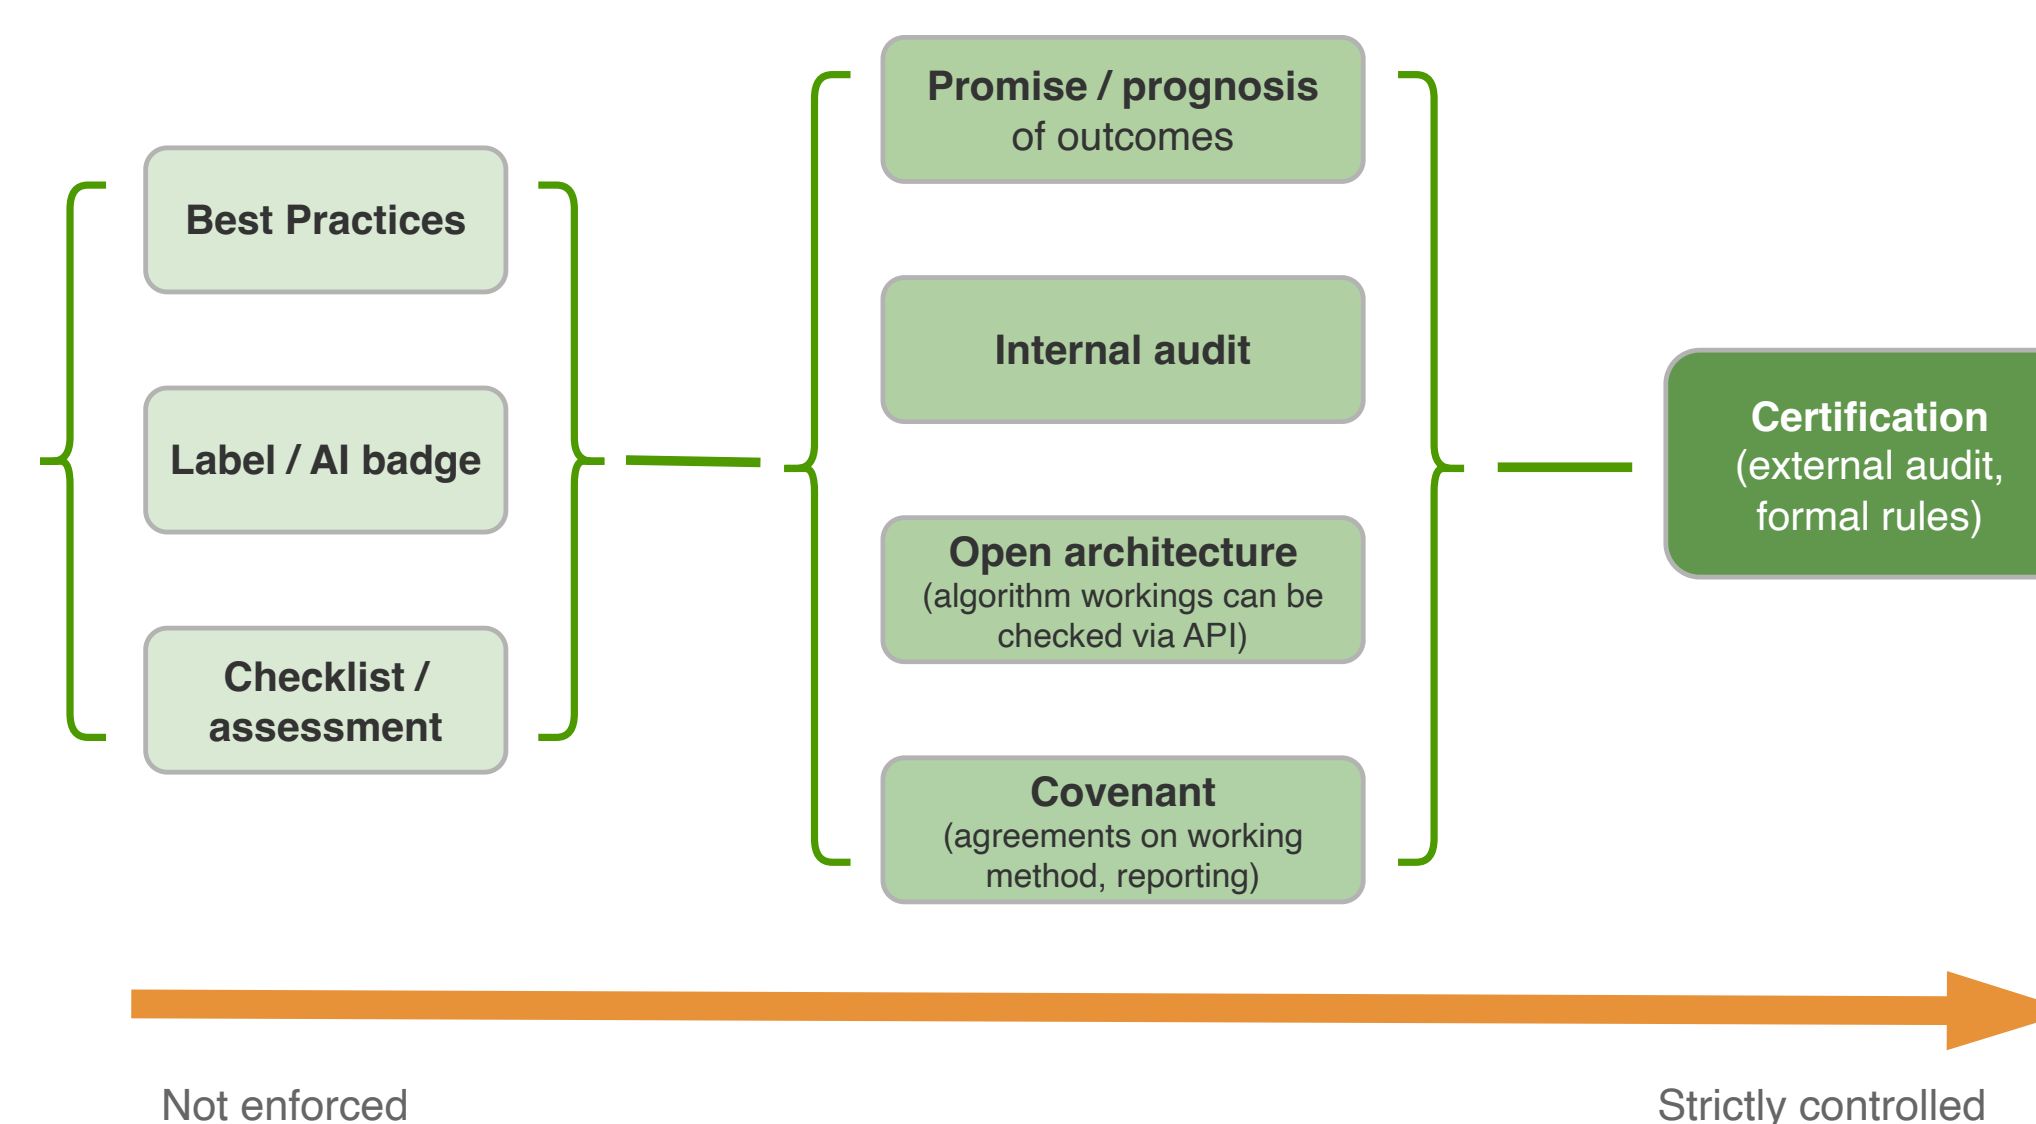 Best Practices
Label / AI badge
Checklist /
assessment
Promise / prognosis
of outcomes
Internal audit
Open architecture
(algorithm workings can be
checked via API)
Covenant
(agreements on working
method, reporting)
Certification
(external audit,
formal rules)
Not enforced
Strictly controlled